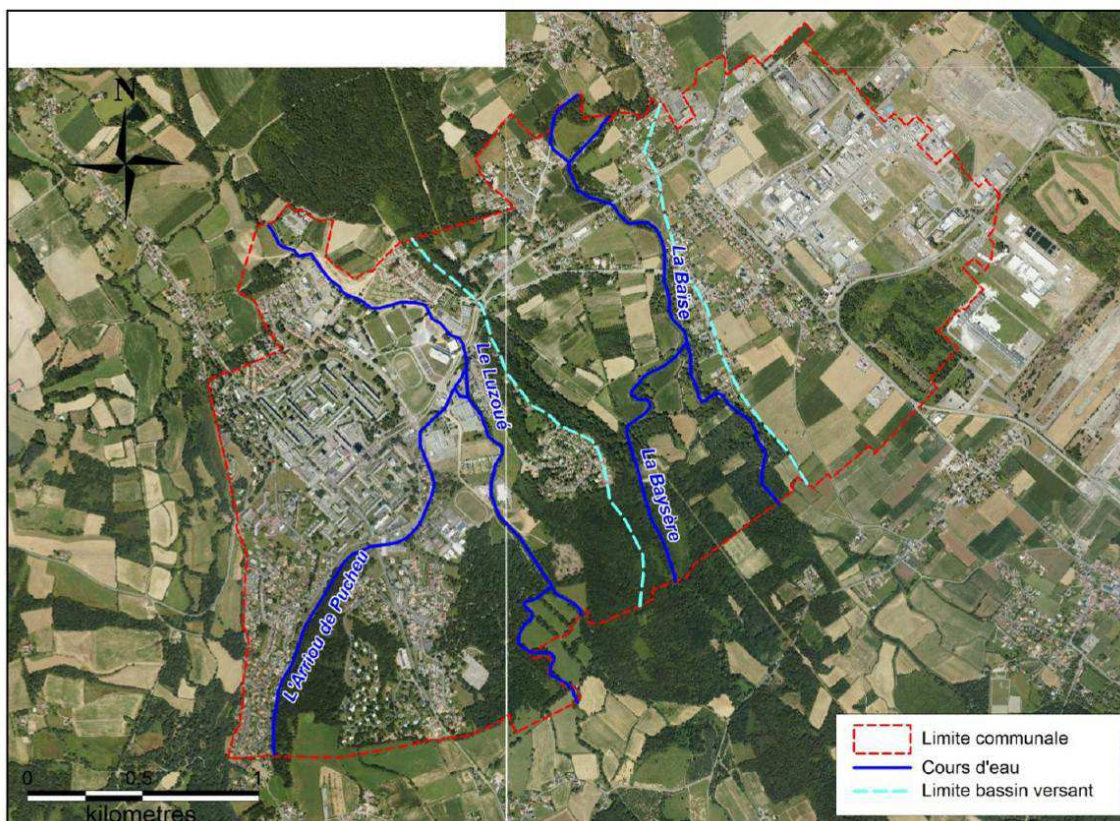 N
La Baïse
Le Luzoué
La Baysère
L'Arriou de Pucheu
0 0.5 1
kilometres
Limite communale
Cours d'eau
Limite bassin versant